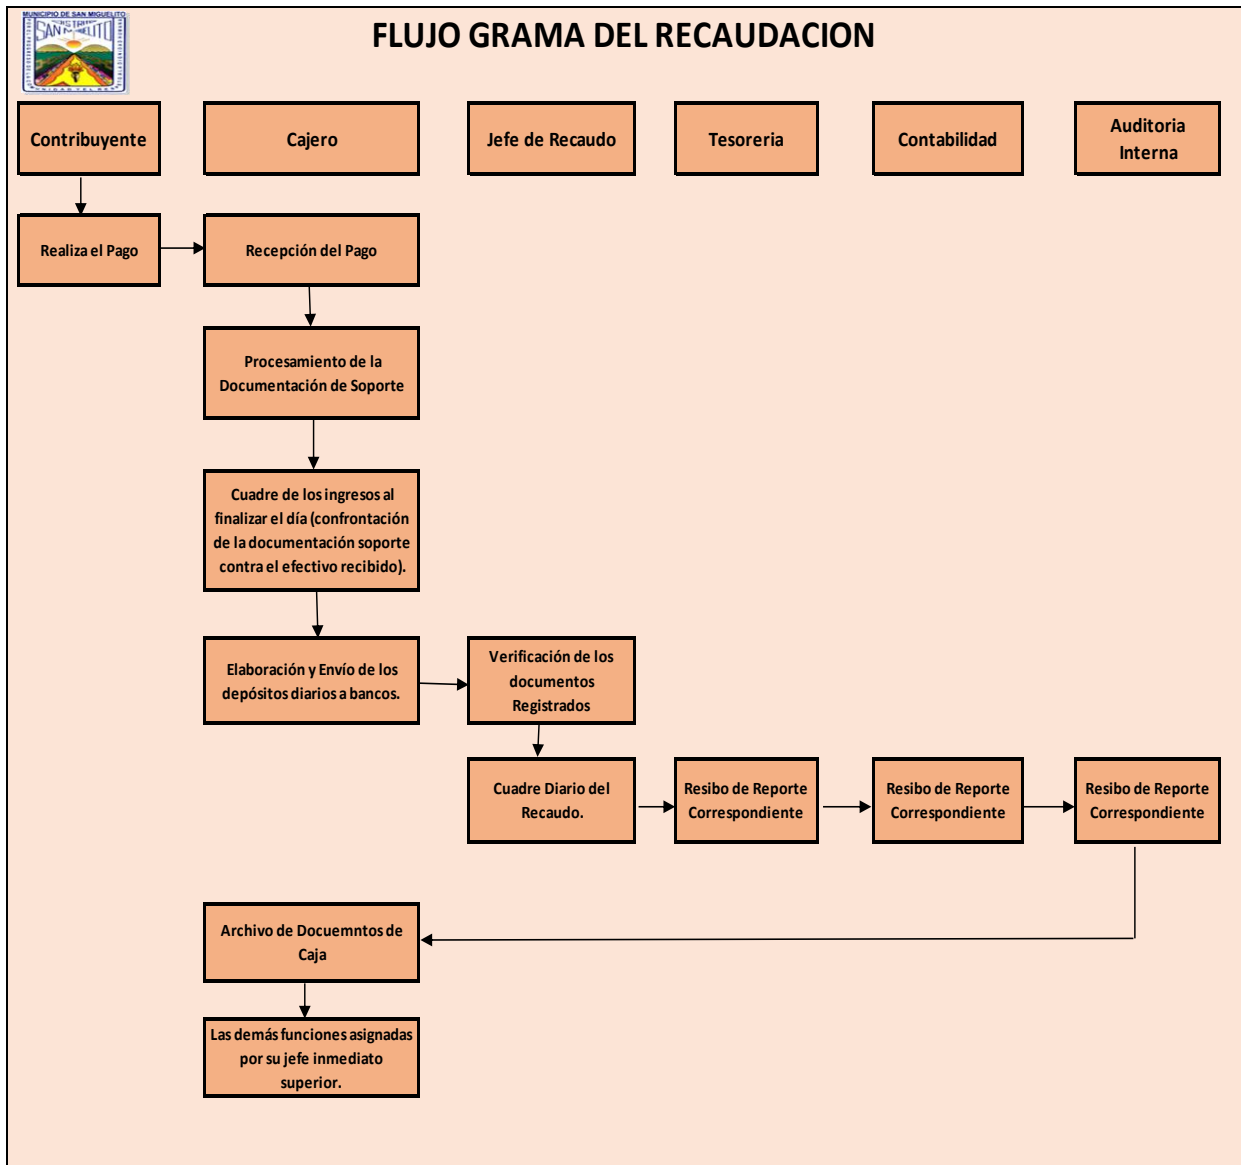 MUNICIPIO DE SAN MIGUELITO
FLUJO GRAMA DEL RECAUDACION
Contribuyente
Cajero
Jefe de Recaudo
Tesoreria
Contabilidad
Auditoria
Interna
Realiza el Pago
Recepción del Pago
Procesamiento de la
Documentación de Soporte
Cuadre de los ingresos al
finalizar el día (confrontación
de la documentación soporte
contra el efectivo recibido).
Elaboración y Envío de los
depósitos diarios a bancos.
Verificación de los
documentos
Registrados
Cuadre Diario del
Recaudo.
Resibo de Reporte
Correspondiente
Resibo de Reporte
Correspondiente
Resibo de Reporte
Correspondiente
Archivo de Docuemntos de
Caja
Las demás funciones asignadas
por su jefe inmediato
superior.